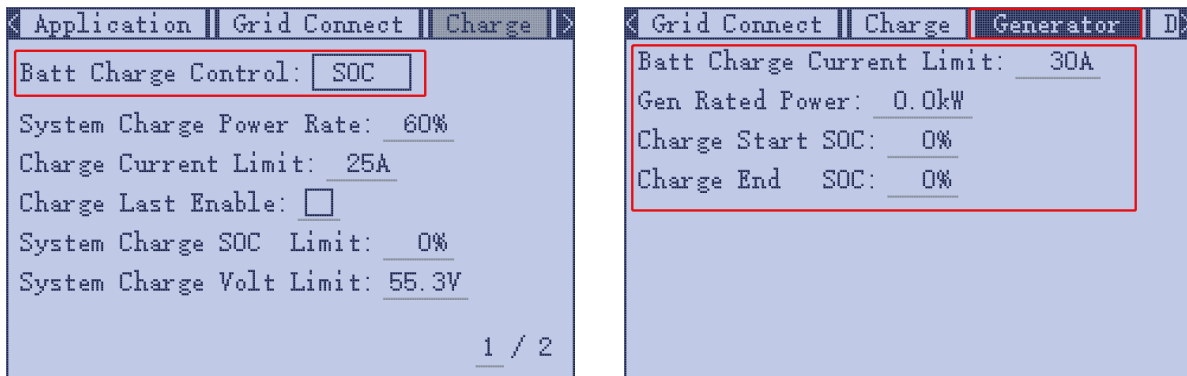 Application Grid Connect Charge
Batt Charge Control: SOC
System Charge Power Rate: 60%
Charge Current Limit: 25A
Charge Last Enable:
System Charge SOC Limit: 0%
System Charge Volt Limit: 55.3V
1 / 2
Grid Connect Charge Generator D
Batt Charge Current Limit: 30A
Gen Rated Power: 0.0kW
Charge Start SOC: 0%
Charge End SOC: 0%